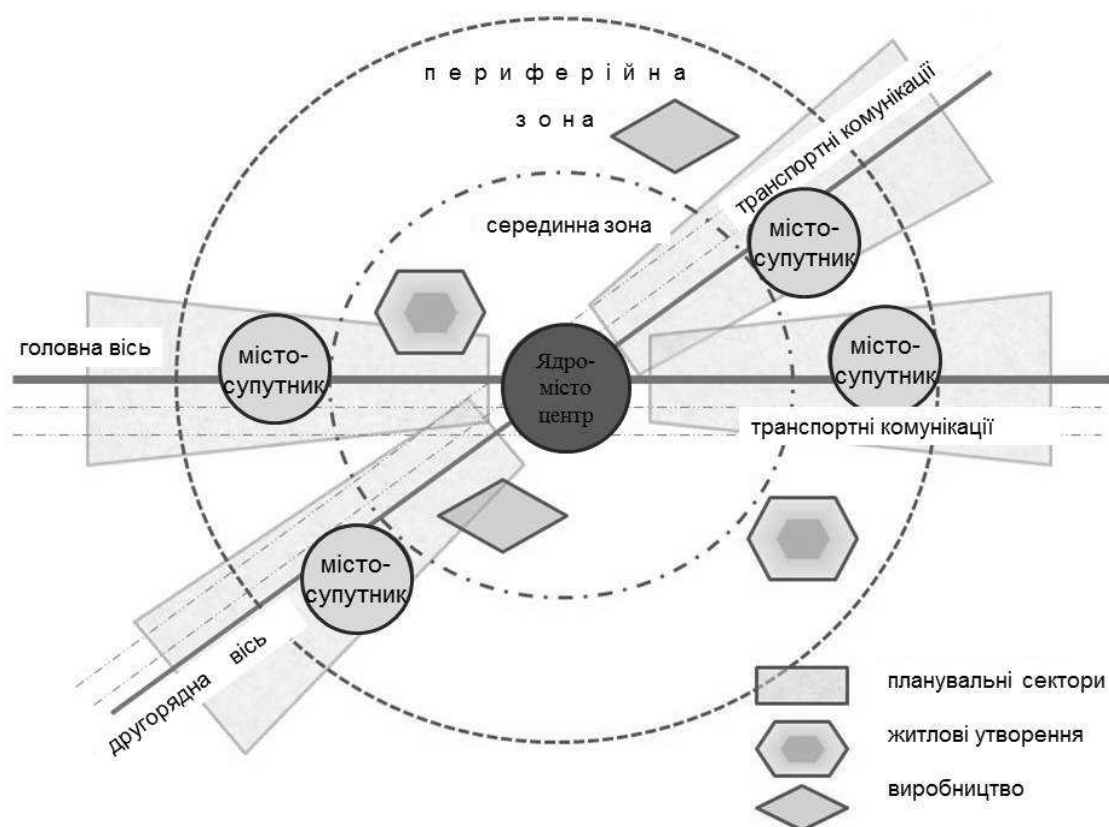 п е р и ф е р і й н а
з о н а
транспортні комунікації
серединна зона
місто-
супутник
головна вісь
місто-
супутник
Ядро-
місто
центр
місто-
супутник
транспортні комунікації
місто-
супутник
другорядна вісь
планувальні сектори
житлові утворення
виробництво